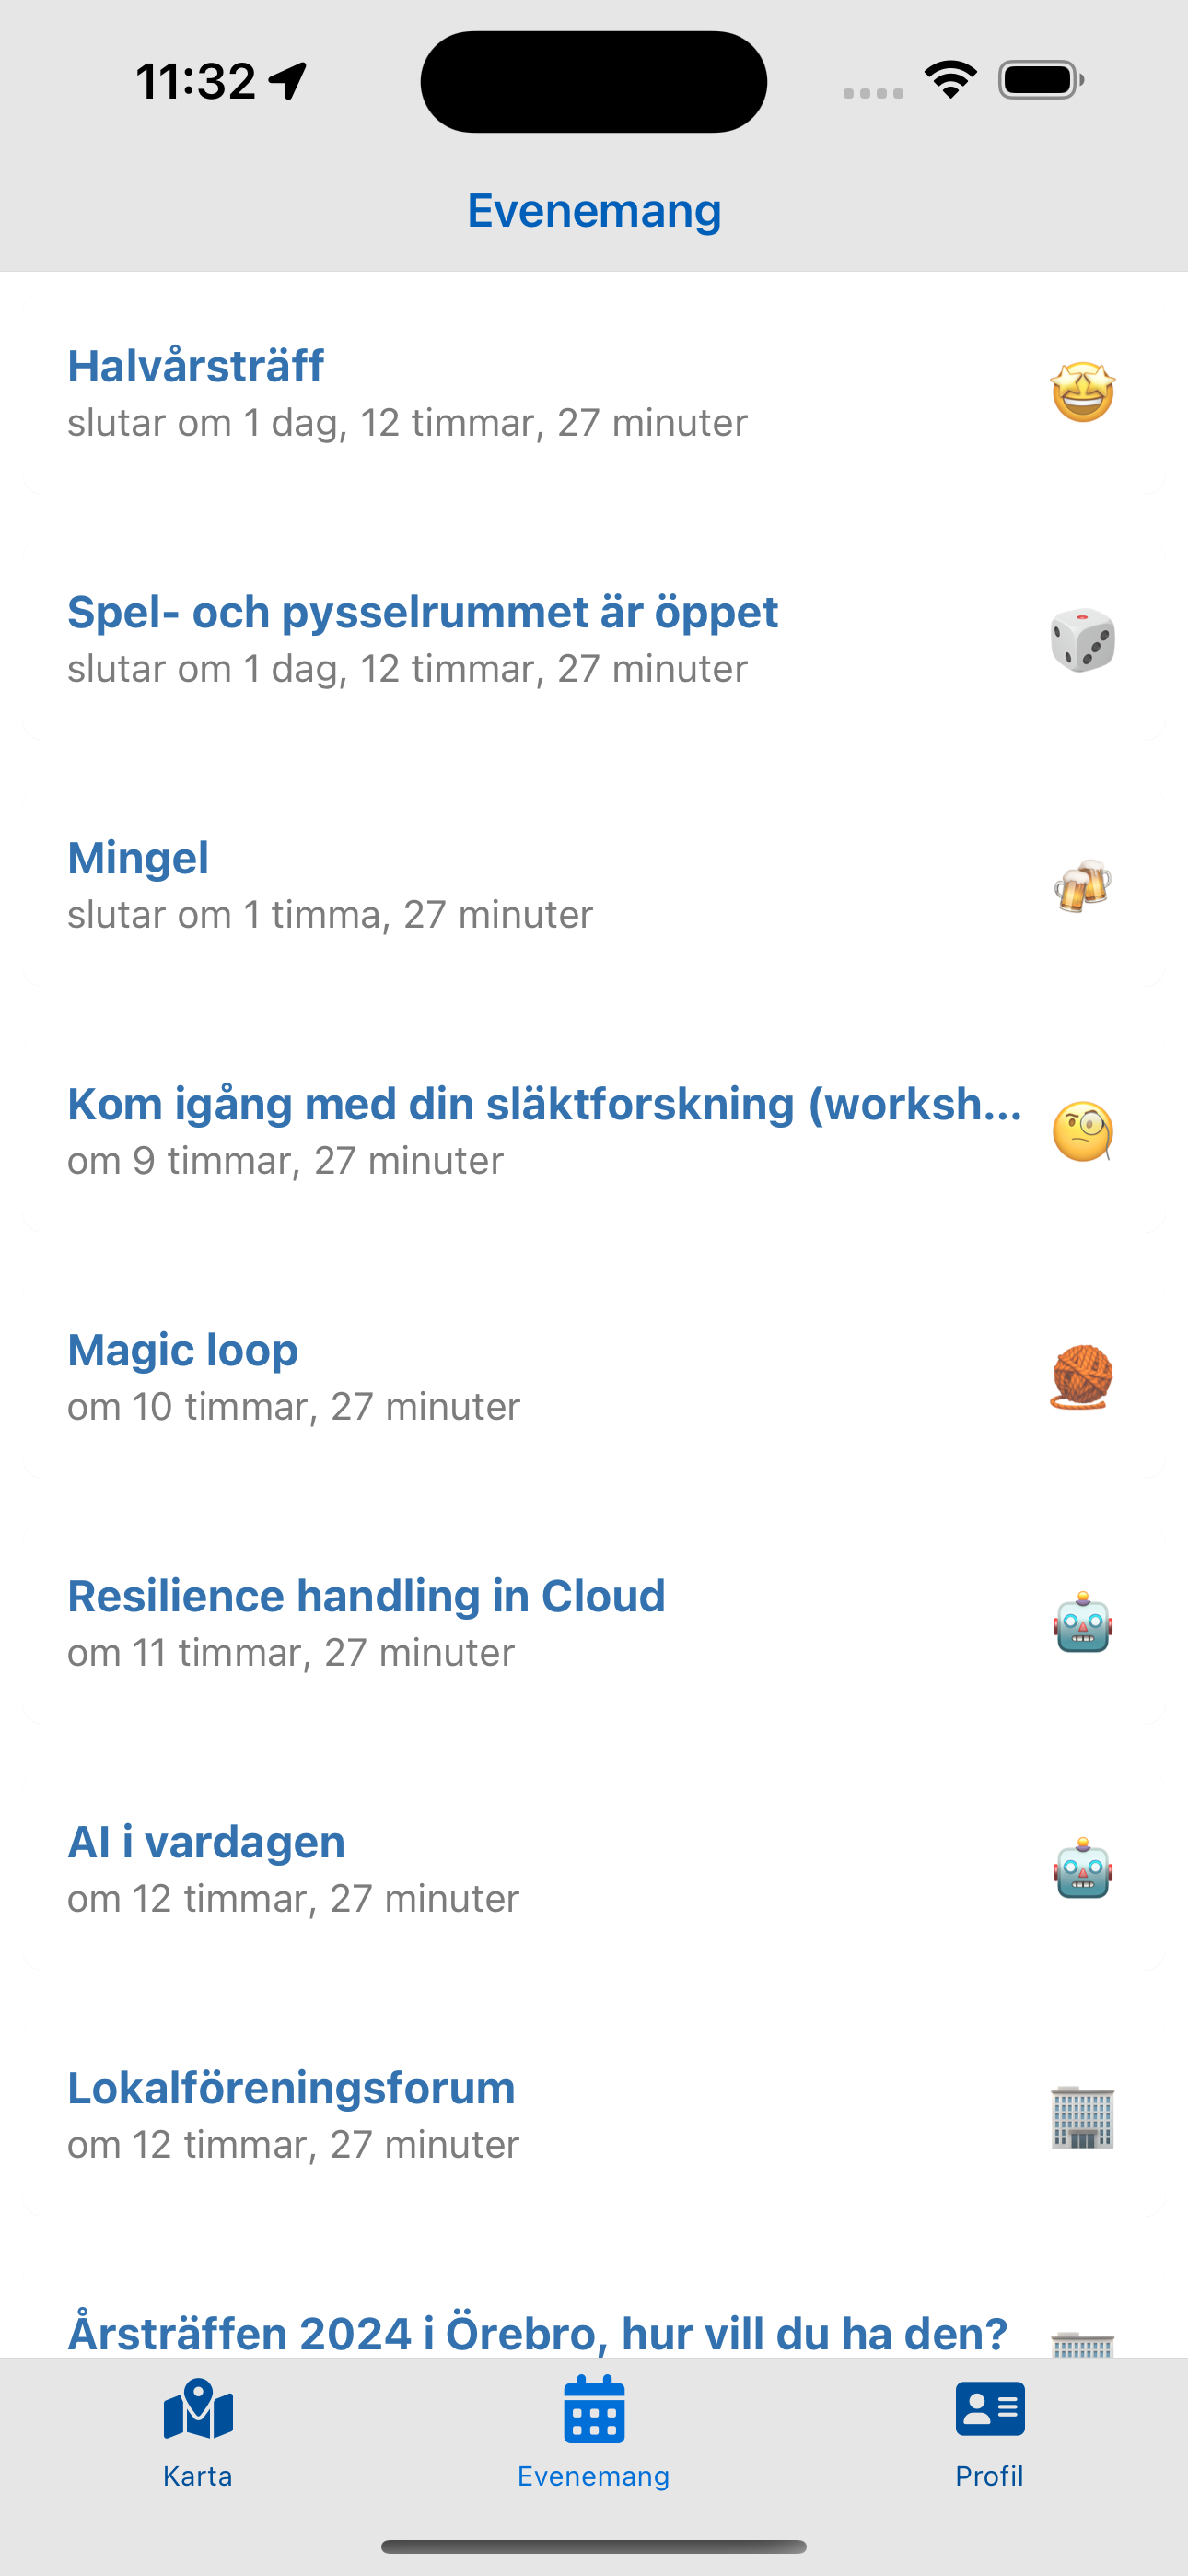 11:32
Evenemang
Halvårsträff
slutar om 1 dag, 12 timmar, 27 minuter
Spel- och pysselrummet är öppet
slutar om 1 dag, 12 timmar, 27 minuter
Mingel
slutar om 1 timma, 27 minuter
Kom igång med din släktforskning (worksh...
om 9 timmar, 27 minuter
Magic loop
om 10 timmar, 27 minuter
Resilience handling in Cloud
om 11 timmar, 27 minuter
AI i vardagen
om 12 timmar, 27 minuter
Lokalföreningsforum
om 12 timmar, 27 minuter
Årsträffen 2024 i Örebro, hur vill du ha den?
Karta
Evenemang
Profil